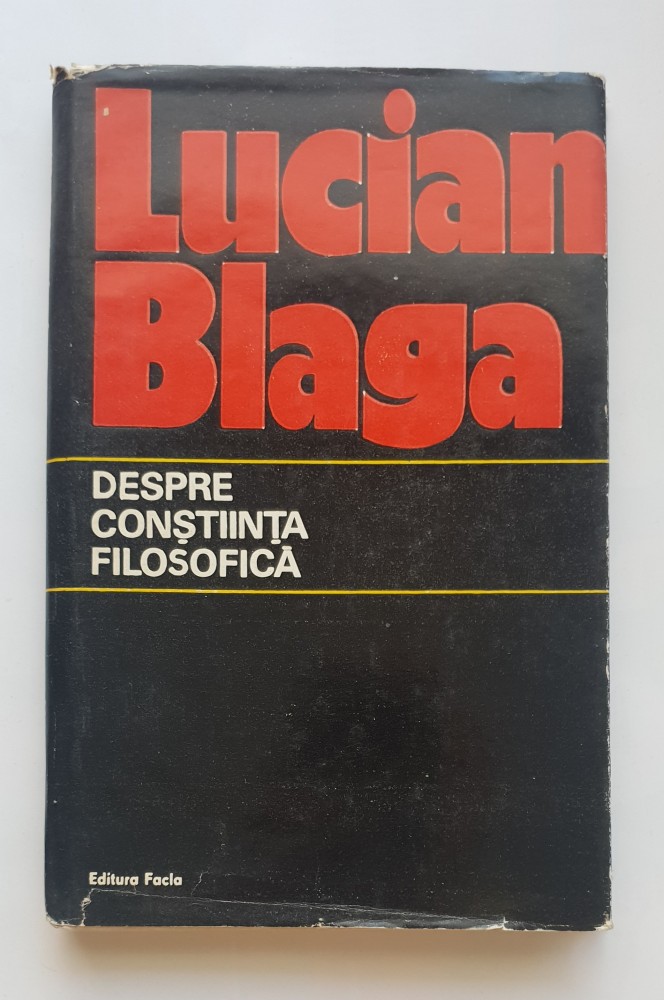 Lucian
Blaga
DESPRE
CONȘTIINȚA
FILOSOFICĂ
Editura Facla